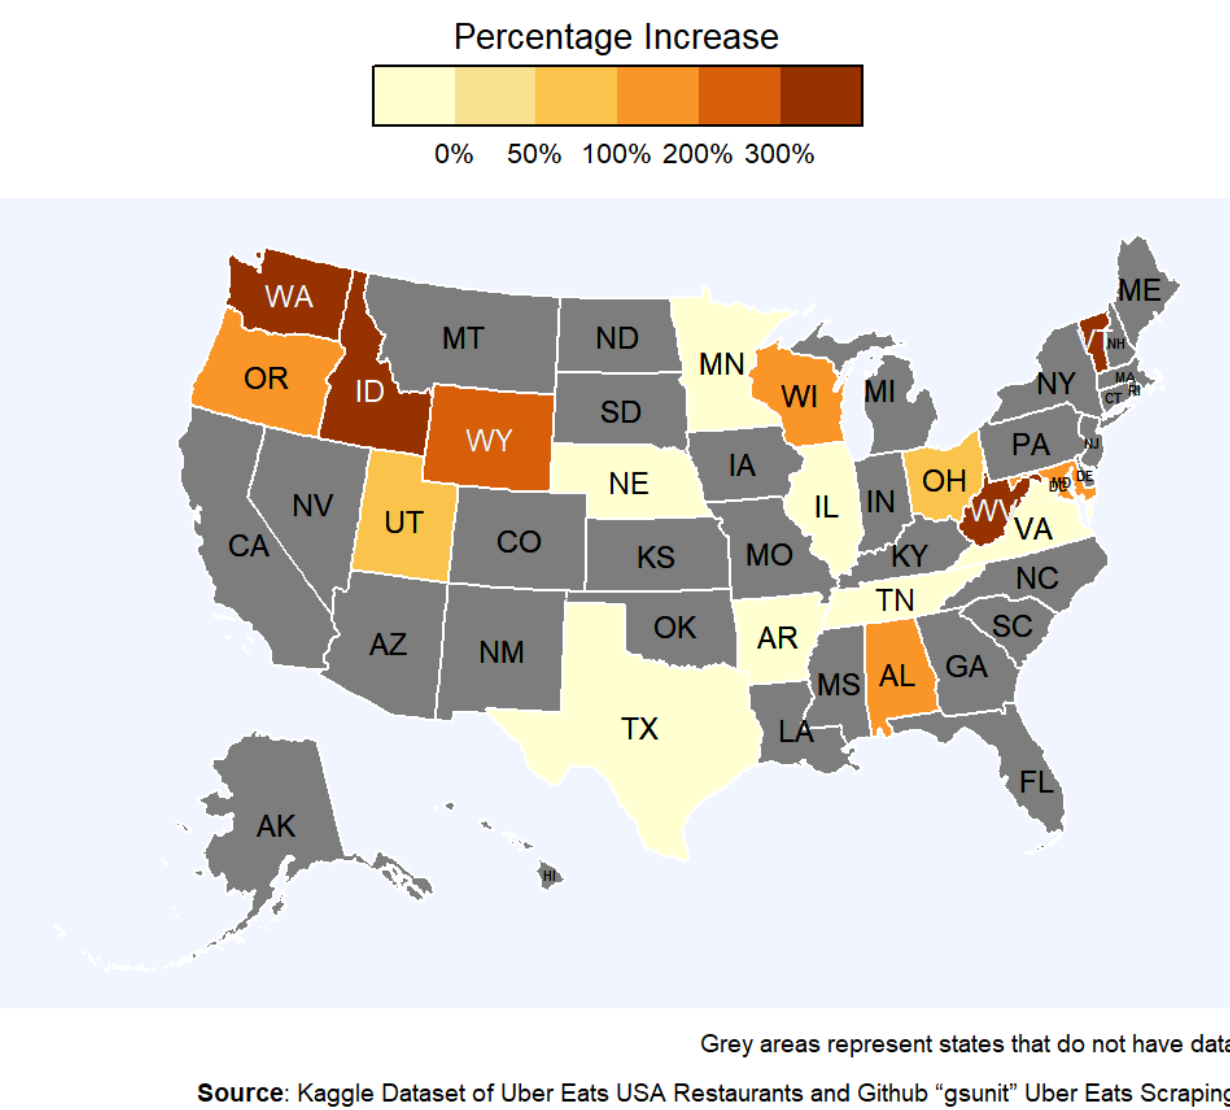 Percentage Increase
0% 50% 100% 200% 300%
ME
WA
VT
MT
ND
NH
MN
OR
WI
MA
ID
MI
NY
RI
CT
SD
WY
PA
NJ
IA
NE
OH
DE
DC
MD
NV
IL
IN
WV
UT
VA
CO
CA
KS
MO
KY
NC
TN
OK
SC
AR
AZ
NM
GA
AL
MS
TX
LA
FL
AK
HI
Grey areas represent states that do not have data
Source: Kaggle Dataset of Uber Eats USA Restaurants and Github “gsunit” Uber Eats Scraping